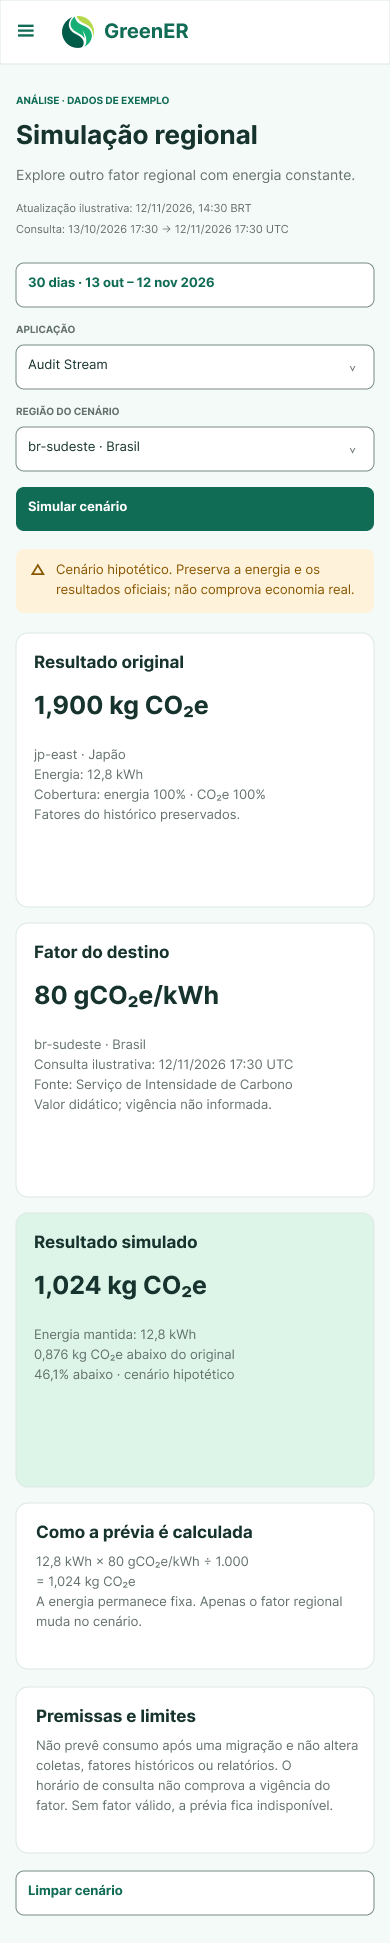 GreenER
ANÁLISE · DADOS DE EXEMPLO
Simulação regional
Explore outro fator regional com energia constante.
Atualização ilustrativa: 12/11/2026, 14:30 BRT
Consulta: 13/10/2026 17:30 → 12/11/2026 17:30 UTC
30 dias · 13 out – 12 nov 2026
APLICAÇÃO
Audit Stream
REGIÃO DO CENÁRIO
br-sudeste · Brasil
Simular cenário
Cenário hipotético. Preserva a energia e os
resultados oficiais; não comprova economia real.
Resultado original
1,900 kg CO₂e
jp-east · Japão
Energia: 12,8 kWh
Cobertura: energia 100% · CO₂e 100%
Fatores do histórico preservados.
Fator do destino
80 gCO₂e/kWh
br-sudeste · Brasil
Consulta ilustrativa: 12/11/2026 17:30 UTC
Fonte: Serviço de Intensidade de Carbono
Valor didático; vigência não informada.
Resultado simulado
1,024 kg CO₂e
Energia mantida: 12,8 kWh
0,876 kg CO₂e abaixo do original
46,1% abaixo · cenário hipotético
Como a prévia é calculada
12,8 kWh × 80 gCO₂e/kWh ÷ 1.000
= 1,024 kg CO₂e
A energia permanece fixa. Apenas o fator regional
muda no cenário.
Premissas e limites
Não prevê consumo após uma migração e não altera
coletas, fatores históricos ou relatórios. O
horário de consulta não comprova a vigência do
fator. Sem fator válido, a prévia fica indisponível.
Limpar cenário